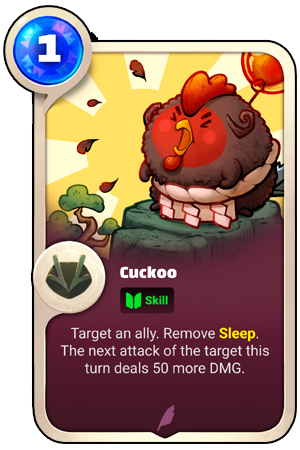 1
Cuckoo
Skill
Target an ally. Remove Sleep.
The next attack of the target this
turn deals 50 more DMG.